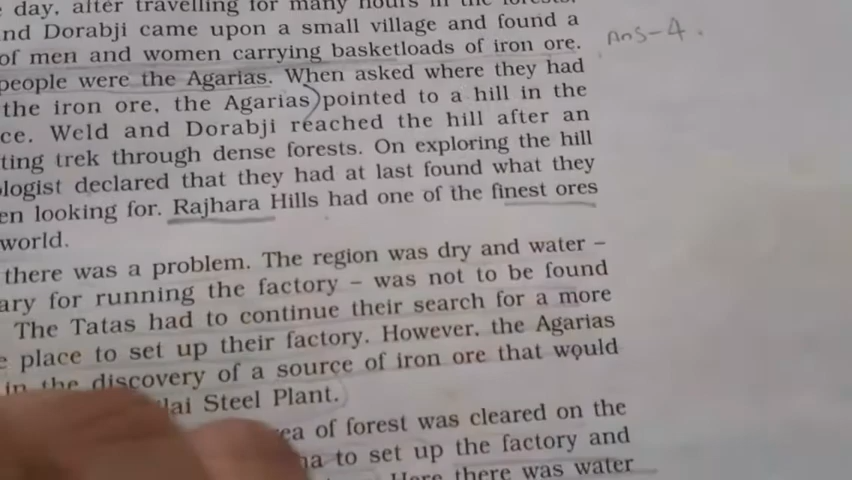 day, after travelling for many hours in the forests.
nd Dorabji came upon a small village and found a
of men and women carrying basketloads of iron ore.
Ans-4.
people were the Agarias. When asked where they had
the iron ore, the Agarias pointed to a hill in the
ce. Weld and Dorabji reached the hill after an
ting trek through dense forests. On exploring the hill
logist declared that they had at last found what they
en looking for. Rajhara Hills had one of the finest ores
world.
there was a problem. The region was dry and water –
ary for running the factory – was not to be found
The Tatas had to continue their search for a more
e place to set up their factory. However, the Agarias
in the discovery of a source of iron ore that would
lai Steel Plant.
ea of forest was cleared on the
na to set up the factory and
Here there was water